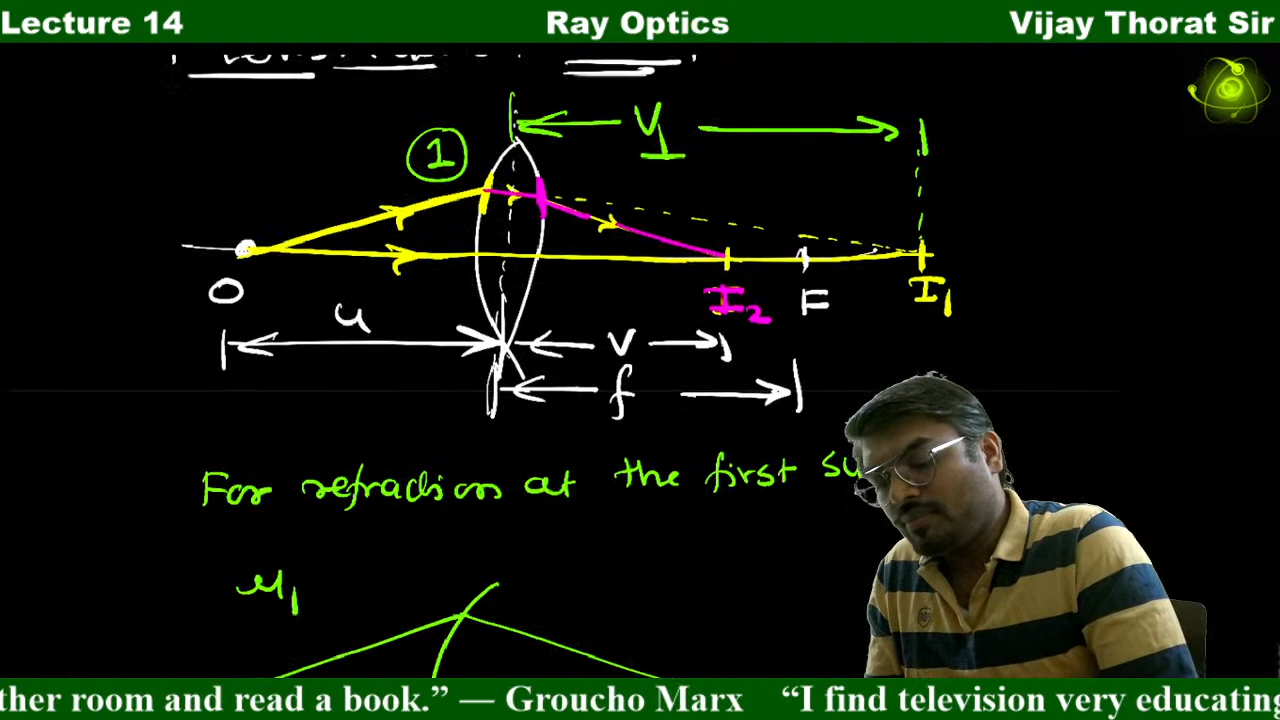 Lecture 14 Ray Optics Vijay Thorat Sir
V1
1
O I2 F I1
u v
f
For refraction at the first su
μ1
ther room and read a book.” — Groucho Marx “I find television very educating